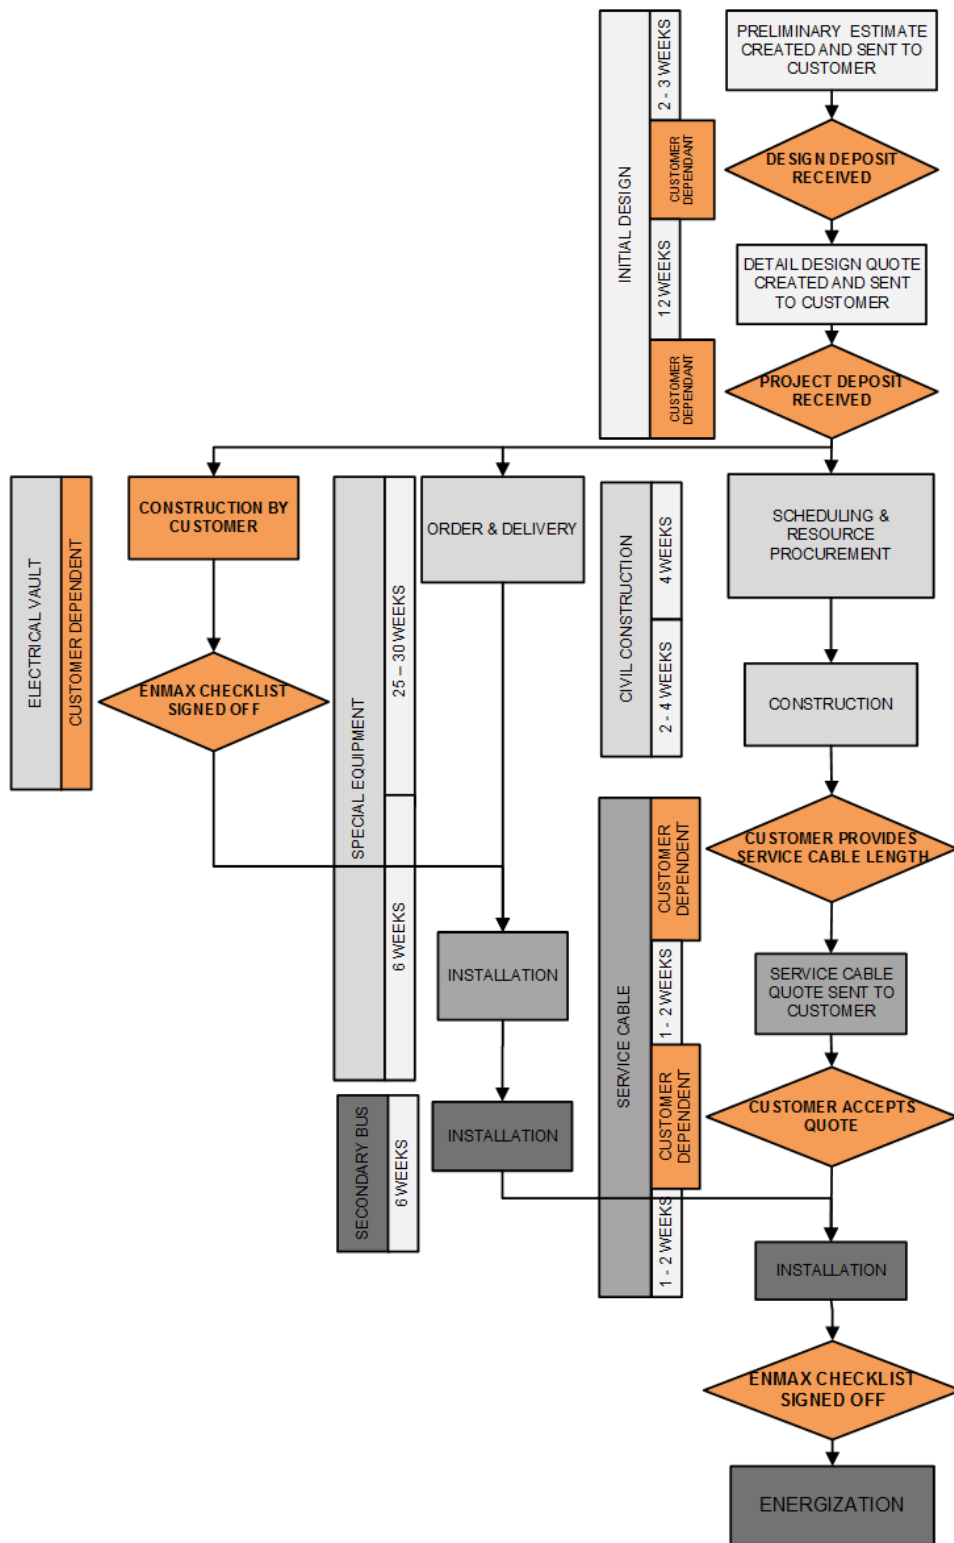 PRELIMINARY ESTIMATE
CREATED AND SENT TO
CUSTOMER
2 - 3 WEEKS
DESIGN DEPOSIT
RECEIVED
CUSTOMER
DEPENDANT
INITIAL DESIGN
DETAIL DESIGN QUOTE
CREATED AND SENT
TO CUSTOMER
12 WEEKS
PROJECT DEPOSIT
RECEIVED
CUSTOMER
DEPENDANT
ELECTRICAL VAULT
CUSTOMER DEPENDENT
CONSTRUCTION BY
CUSTOMER
ENMAX CHECKLIST
SIGNED OFF
SPECIAL EQUIPMENT
25 – 30 WEEKS
6 WEEKS
ORDER & DELIVERY
INSTALLATION
SECONDARY BUS
6 WEEKS
INSTALLATION
CIVIL CONSTRUCTION
4 WEEKS
2 - 4 WEEKS
SCHEDULING &
RESOURCE
PROCUREMENT
CONSTRUCTION
SERVICE CABLE
CUSTOMER
DEPENDENT
1 - 2 WEEKS
CUSTOMER
DEPENDENT
1 - 2 WEEKS
CUSTOMER PROVIDES
SERVICE CABLE LENGTH
SERVICE CABLE
QUOTE SENT TO
CUSTOMER
CUSTOMER ACCEPTS
QUOTE
INSTALLATION
ENMAX CHECKLIST
SIGNED OFF
ENERGIZATION